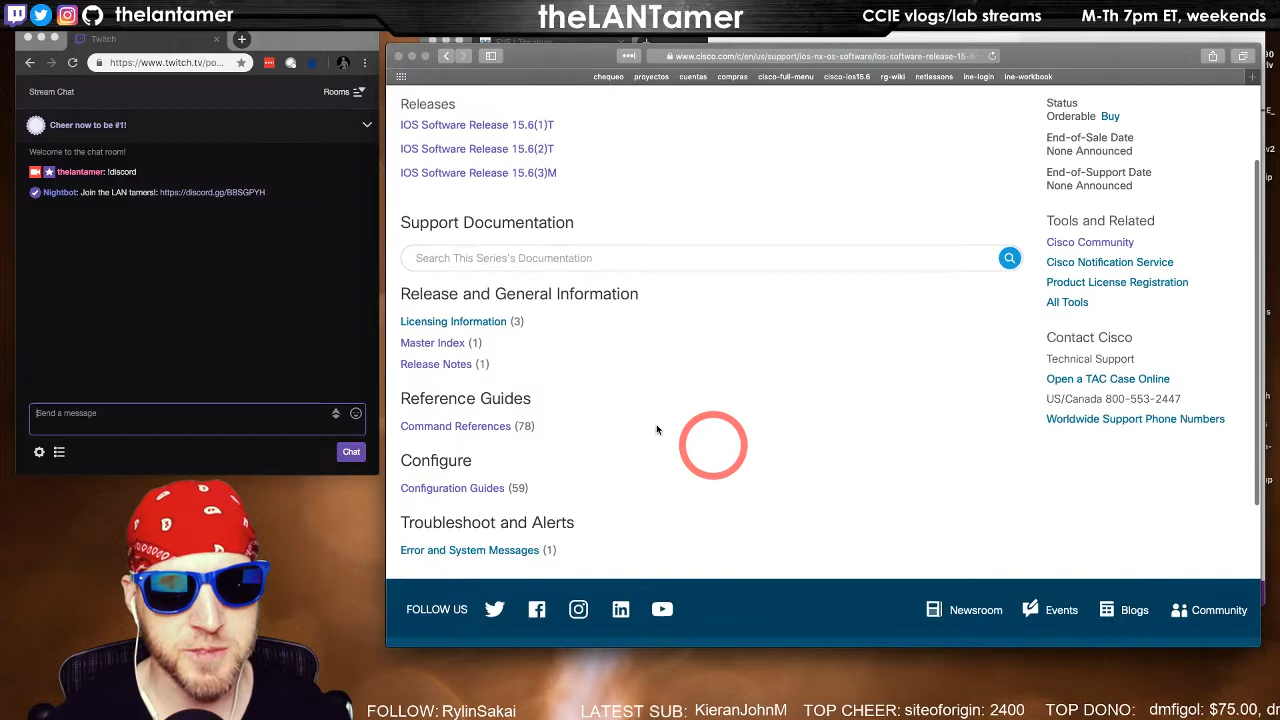 thelantamer
theLANTamer
CCIE vlogs/lab streams M-Th 7pm ET, weekends
Twitch
https://www.twitch.tv/po...
Stream Chat
Rooms
Cheer now to be #1!
Welcome to the chat room!
thelantamer: !discord
Nightbot: Join the LAN tamers!: https://discord.gg/BBSGPYH
Send a message
Chat
www.cisco.com/c/en/us/support/ios-nx-os-software/ios-software-release-15-6
chequeo proyectos cuentas compras cisco-full-menu cisco-ios15.6 rg-wiki netlessons ine-login ine-workbook
Releases
IOS Software Release 15.6(1)T
IOS Software Release 15.6(2)T
IOS Software Release 15.6(3)M
Support Documentation
Search This Series's Documentation
Release and General Information
Licensing Information (3)
Master Index (1)
Release Notes (1)
Reference Guides
Command References (78)
Configure
Configuration Guides (59)
Troubleshoot and Alerts
Error and System Messages (1)
Status
Orderable Buy
End-of-Sale Date
None Announced
End-of-Support Date
None Announced
Tools and Related
Cisco Community
Cisco Notification Service
Product License Registration
All Tools
Contact Cisco
Technical Support
Open a TAC Case Online
US/Canada 800-553-2447
Worldwide Support Phone Numbers
FOLLOW US
Newsroom Events Blogs Community
FOLLOW: RylinSakai LATEST SUB: KieranJohnM TOP CHEER: siteoforigin: 2400 TOP DONO: dmfigol: $75.00, dr